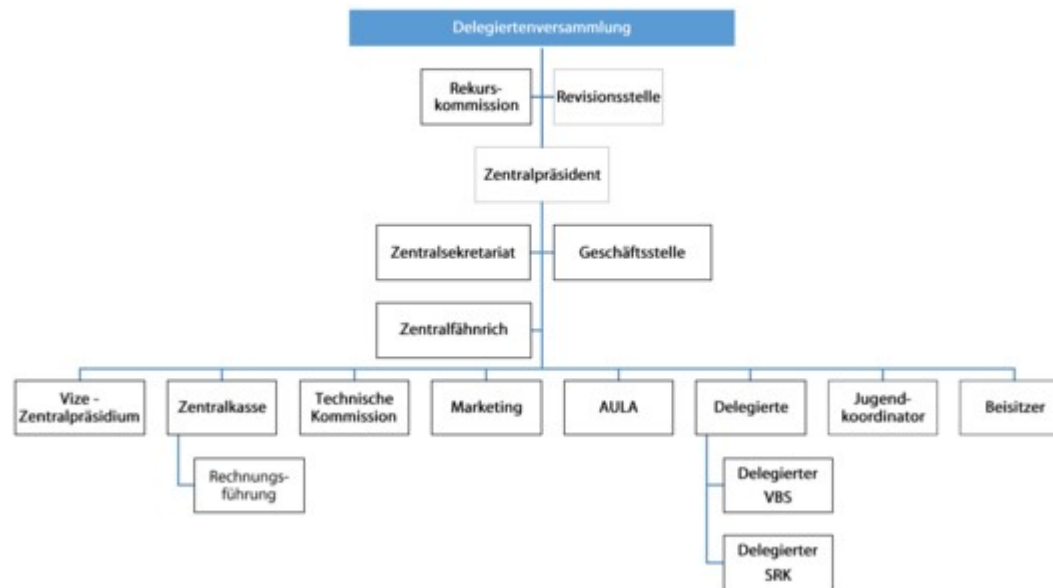 Delegiertenversammlung
Rekurs-
kommission
Revisionsstelle
Zentralpräsident
Zentralsekretariat
Geschäftsstelle
Zentralfähnrich
Vize -
Zentralpräsidium
Zentralkasse
Technische
Kommission
Marketing
AULA
Delegierte
Jugend-
koordinator
Beisitzer
Rechnungs-
führung
Delegierter
VBS
Delegierter
SRK